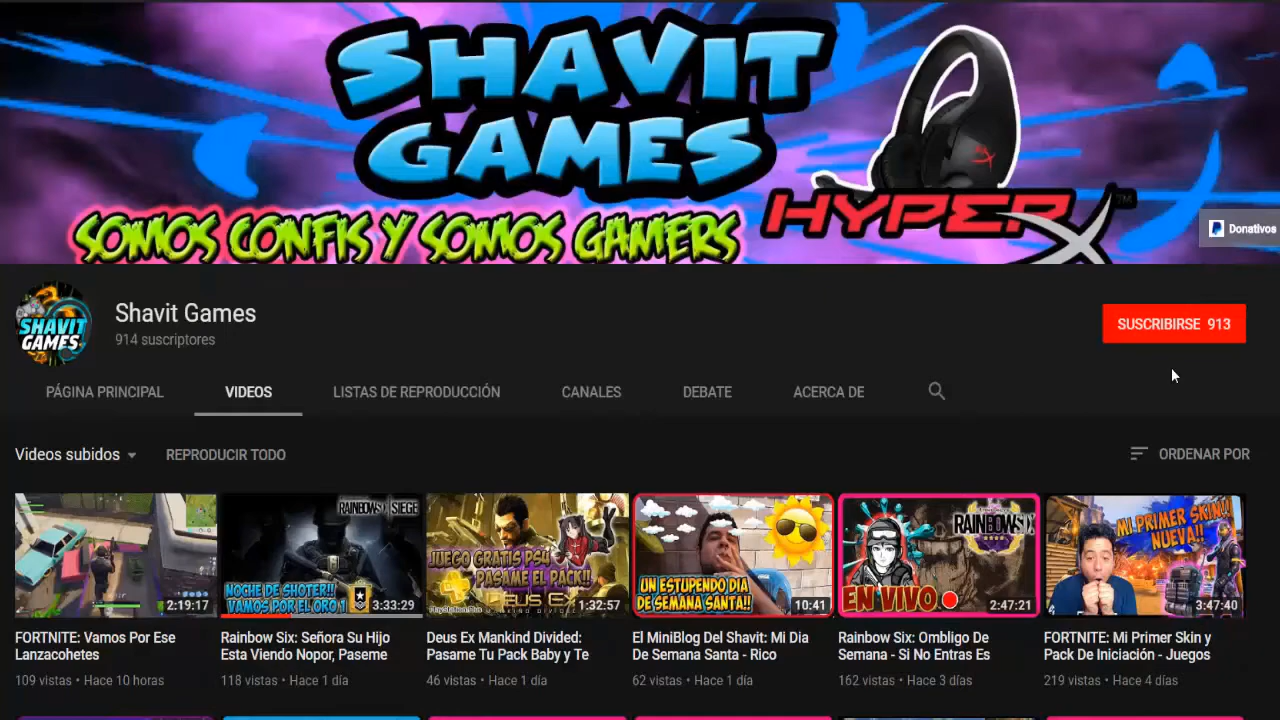 SHAVIT
GAMES
SOMOS CONFIS Y SOMOS GAMERS
HYPERX™
Donativos
SHAVIT
GAMES
Shavit Games
914 suscriptores
SUSCRIBIRSE 913
PÁGINA PRINCIPAL VIDEOS LISTAS DE REPRODUCCIÓN CANALES DEBATE ACERCA DE
Videos subidos REPRODUCIR TODO ORDENAR POR
2:19:17
FORTNITE: Vamos Por Ese
Lanzacohetes
109 vistas • Hace 10 horas
RAINBOW SIX SIEGE
NOCHE DE SHOTER!!
VAMOS POR EL ORO 1
3:33:29
Rainbow Six: Señora Su Hijo
Esta Viendo Nopor, Paseme
118 vistas • Hace 1 día
JUEGO GRATIS PS4
PASAME EL PACK!!
PlayStation Plus
DEUS EX
1:32:57
Deus Ex Mankind Divided:
Pasame Tu Pack Baby y Te
46 vistas • Hace 1 día
UN ESTUPENDO DIA
DE SEMANA SANTA!!
10:41
El MiniBlog Del Shavit: Mi Dia
De Semana Santa - Rico
62 vistas • Hace 1 día
RAINBOW SIX
EN VIVO
2:47:21
Rainbow Six: Ombligo De
Semana - Si No Entras Es
162 vistas • Hace 3 días
MI PRIMER SKIN!!
NUEVA!!
3:47:40
FORTNITE: Mi Primer Skin y
Pack De Iniciación - Juegos
219 vistas • Hace 4 días